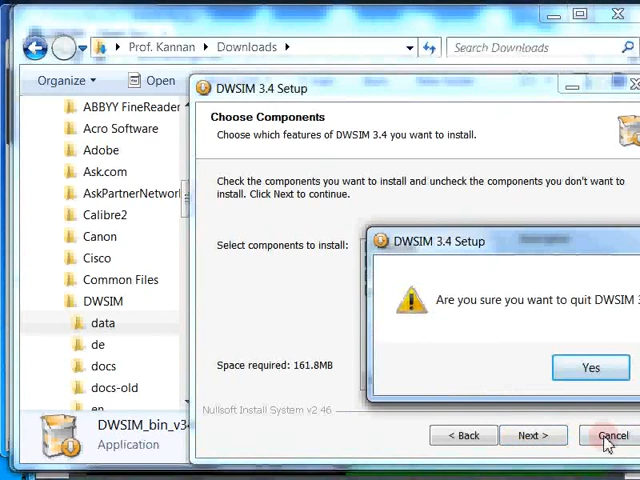 Prof. Kannan
Downloads
Search Downloads
Organize
Open
ABBYY FineReader
Acro Software
Adobe
Ask.com
AskPartnerNetwork
Calibre2
Canon
Cisco
Common Files
DWSIM
data
de
docs
docs-old
en
DWSIM_bin_v34
Application
DWSIM 3.4 Setup
Choose Components
Choose which features of DWSIM 3.4 you want to install.
Check the components you want to install and uncheck the components you don't want to
install. Click Next to continue.
Select components to install:
Space required: 161.8MB
Nullsoft Install System v2.46
< Back
Next >
Cancel
DWSIM 3.4 Setup
Are you sure you want to quit DWSIM 3
Yes